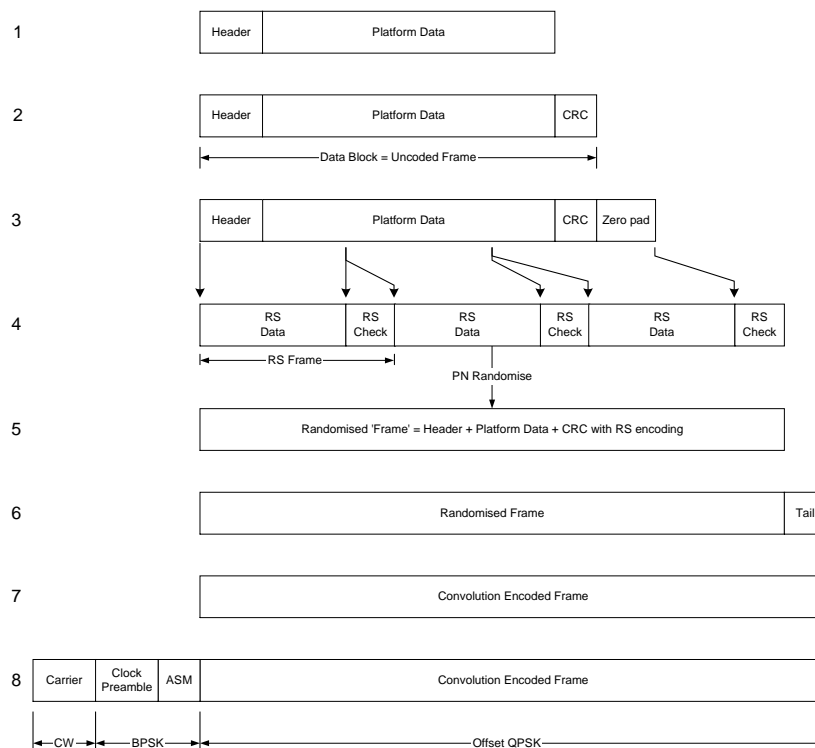 1
Header
Platform Data
2
Header
Platform Data
CRC
Data Block = Uncoded Frame
3
Header
Platform Data
CRC
Zero pad
4
RS
Data
RS
Check
RS
Data
RS
Check
RS
Data
RS
Check
RS Frame
PN Randomise
5
Randomised 'Frame' = Header + Platform Data + CRC with RS encoding
6
Randomised Frame
Tail
7
Convolution Encoded Frame
8
Carrier
Clock
Preamble
ASM
Convolution Encoded Frame
CW
BPSK
Offset QPSK